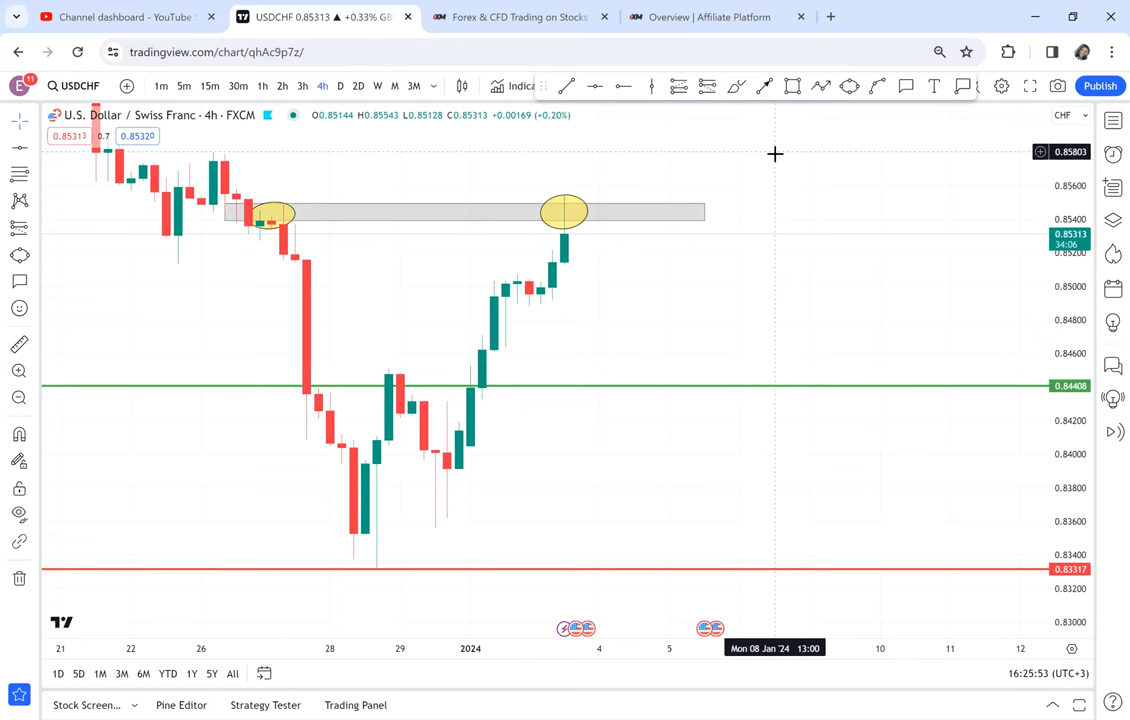 Channel dashboard - YouTube
USDCHF 0.85313 ▲ +0.33% GB
Forex & CFD Trading on Stocks
Overview | Affiliate Platform
tradingview.com/chart/qhAc9p7z/
E
11
USDCHF
1m 5m 15m 30m 1h 2h 3h 4h D 2D W M 3M
Indica
Publish
U.S. Dollar / Swiss Franc · 4h · FXCM
O0.85144 H0.85543 L0.85128 C0.85313 +0.00169 (+0.20%)
CHF
0.85313 0.7 0.85320
0.85803
0.85600
0.85400
0.85313
34:06
0.85200
0.85000
0.84800
0.84600
0.84408
0.84200
0.84000
0.83800
0.83600
0.83400
0.83317
0.83200
0.83000
21 22 26 28 29 2024 4 5 Mon 08 Jan '24 13:00 10 11 12
1D 5D 1M 3M 6M YTD 1Y 5Y All
16:25:53 (UTC+3)
Stock Screen... Pine Editor Strategy Tester Trading Panel